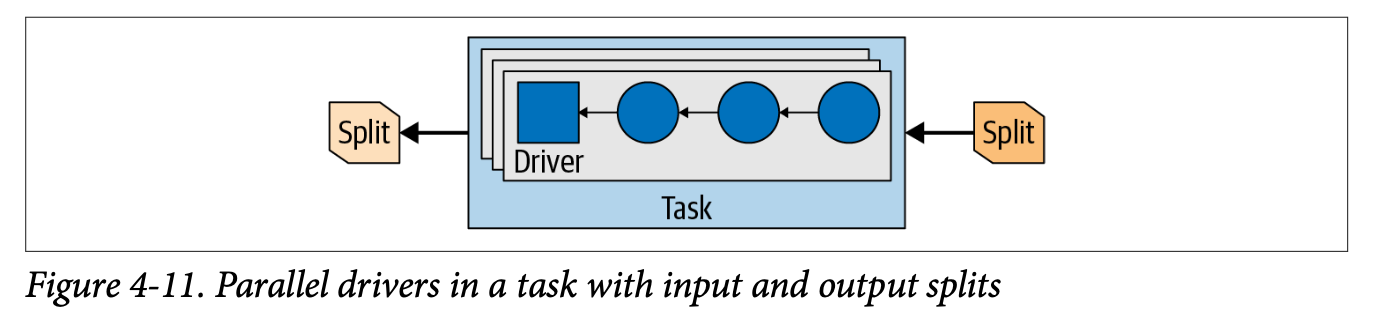 Split
Driver
Task
Split
Figure 4-11. Parallel drivers in a task with input and output splits